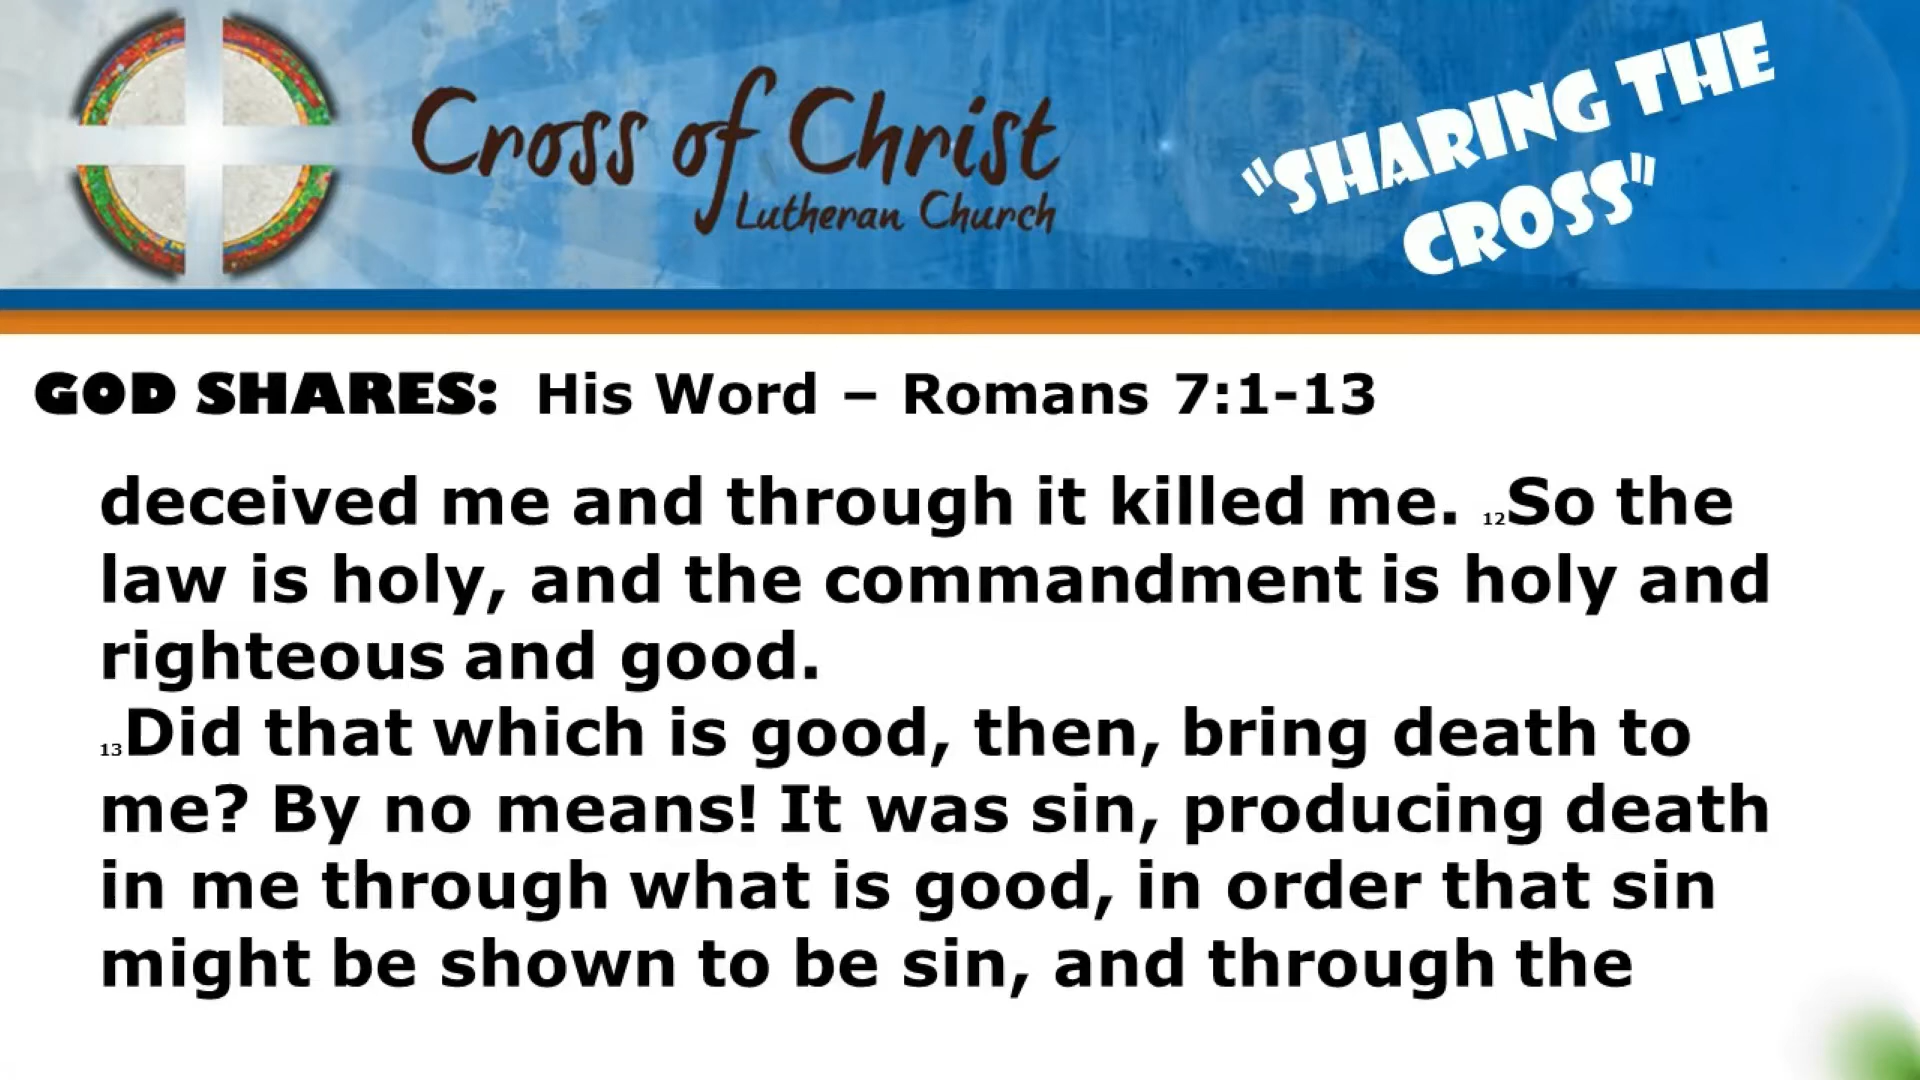 Cross of Christ
Lutheran Church
"SHARING THE
CROSS"
GOD SHARES: His Word – Romans 7:1-13
deceived me and through it killed me. 12So the
law is holy, and the commandment is holy and
righteous and good.
13Did that which is good, then, bring death to
me? By no means! It was sin, producing death
in me through what is good, in order that sin
might be shown to be sin, and through the